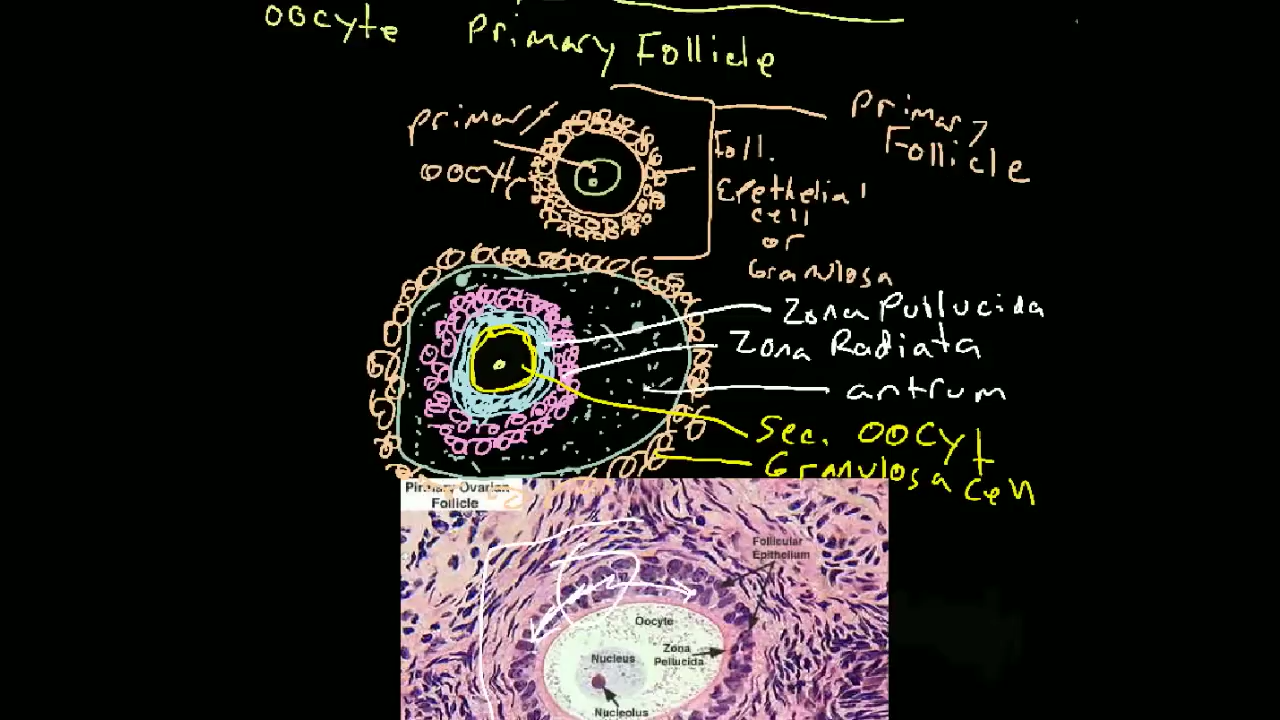 oocyte Primary Follicle
primary
oocyte
Foll.
Epethelial
cell
or
Granulosa
Primary
Follicle
Zona Pullucida
Zona Radiata
antrum
Sec. OOCyt
Granulosa Cell
Primary Ovarian
Follicle
Follicular
Epithelium
Oocyte
Zona
Pellucida
Nucleus
Nucleolus